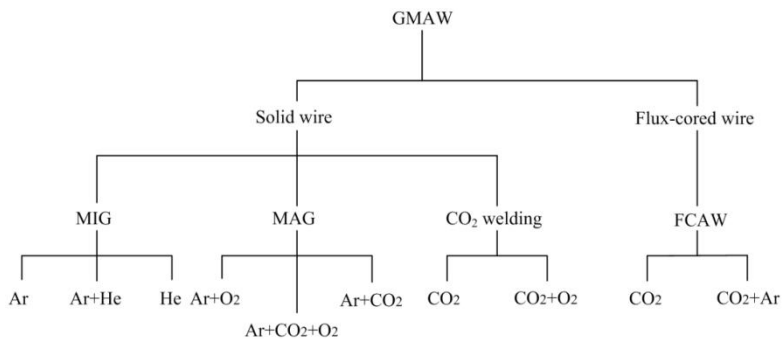 GMAW
Solid wire
Flux-cored wire
MIG
MAG
CO₂ welding
FCAW
Ar
Ar+He
He
Ar+O2
Ar+CO2+O2
Ar+CO2
CO2
CO2+O2
CO2
CO2+Ar